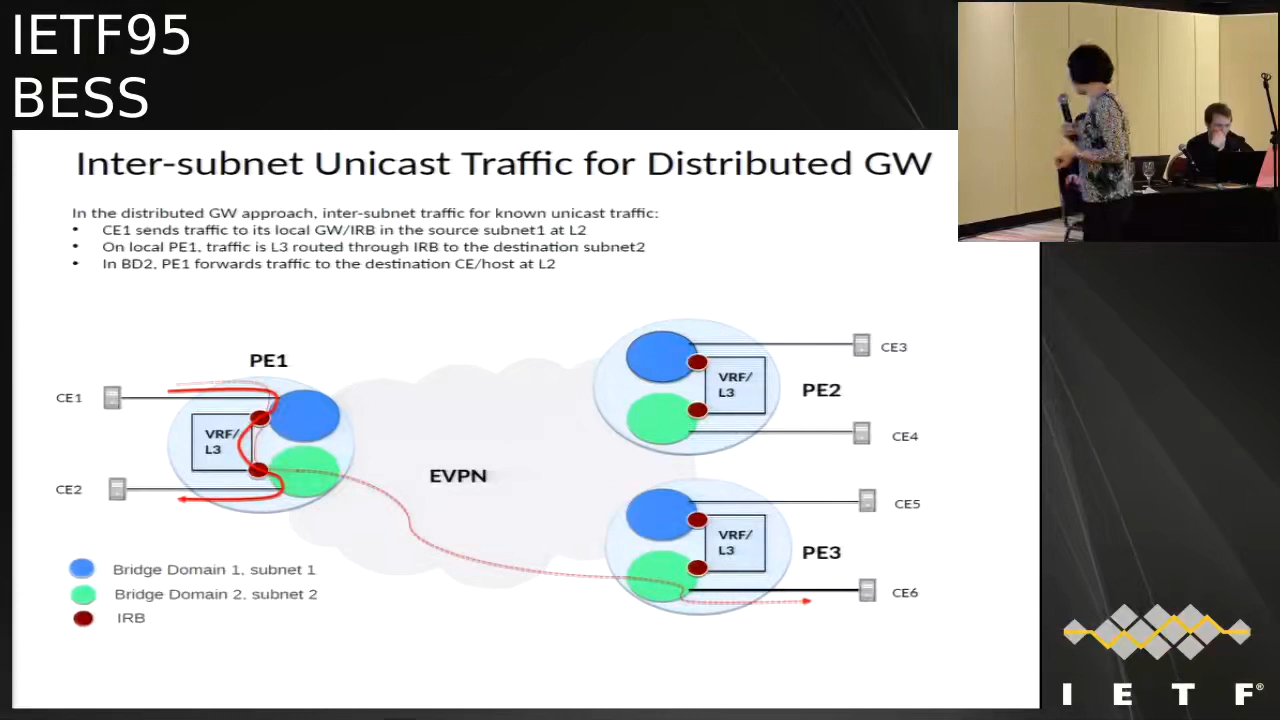 IETF95
BESS
Inter-subnet Unicast Traffic for Distributed GW
In the distributed GW approach, inter-subnet traffic for known unicast traffic:
• CE1 sends traffic to its local GW/IRB in the source subnet1 at L2
• On local PE1, traffic is L3 routed through IRB to the destination subnet2
• In BD2, PE1 forwards traffic to the destination CE/host at L2
PE1
CE1
VRF/
L3
CE2
EVPN
CE3
VRF/
L3
PE2
CE4
CE5
VRF/
L3
PE3
CE6
Bridge Domain 1, subnet 1
Bridge Domain 2, subnet 2
IRB
I E T F®